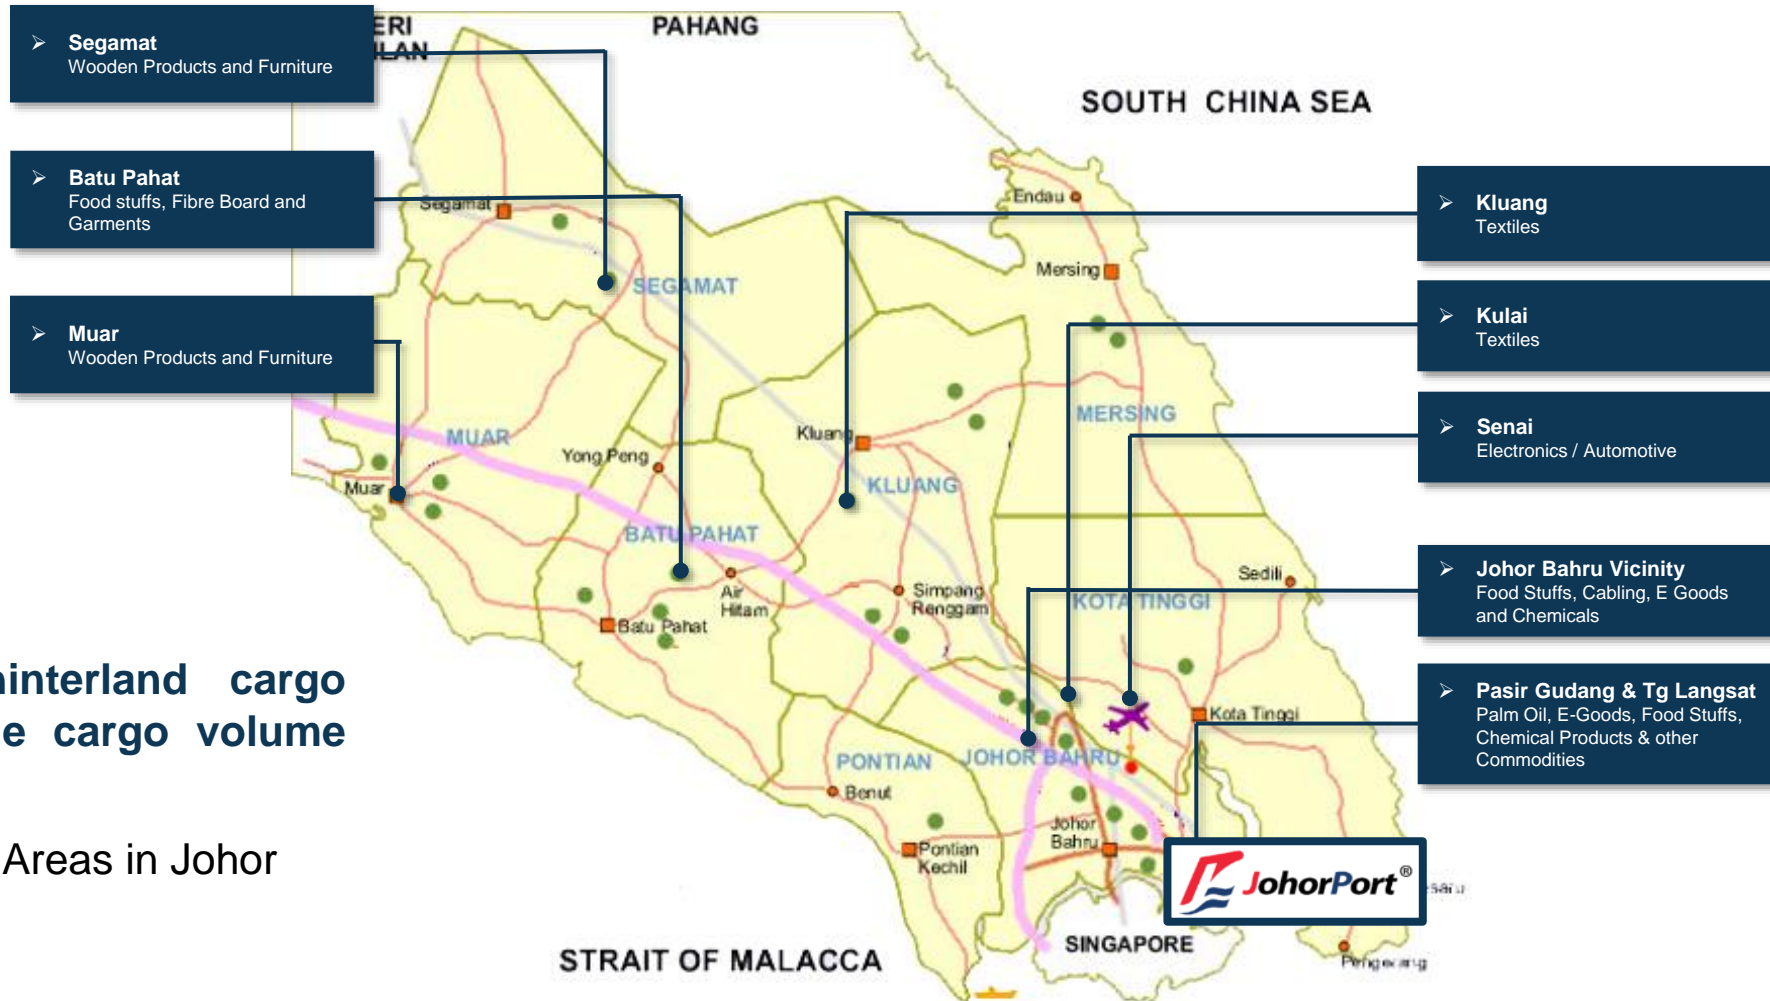 ➢ Segamat
Wooden Products and Furniture
➢ Batu Pahat
Food stuffs, Fibre Board and
Garments
➢ Muar
Wooden Products and Furniture
hinterland cargo
e cargo volume
Areas in Johor
ERI
ILAN
PAHANG
SOUTH CHINA SEA
Segamat
SEGAMAT
Endau
Mersing
MERSING
MUAR
Muar
Yong Peng
Kluang
KLUANG
BATU PAHAT
Air
Hitam
Batu Pahat
Simpang
Renggam
Sedili
KOTA TINGGI
Kota Tinggi
PONTIAN
JOHOR BAHRU
Benut
Pontian
Kechil
Johor
Bahru
JohorPort®
saru
SINGAPORE
Pengerang
STRAIT OF MALACCA
➢ Kluang
Textiles
➢ Kulai
Textiles
➢ Senai
Electronics / Automotive
➢ Johor Bahru Vicinity
Food Stuffs, Cabling, E Goods
and Chemicals
➢ Pasir Gudang & Tg Langsat
Palm Oil, E-Goods, Food Stuffs,
Chemical Products & other
Commodities